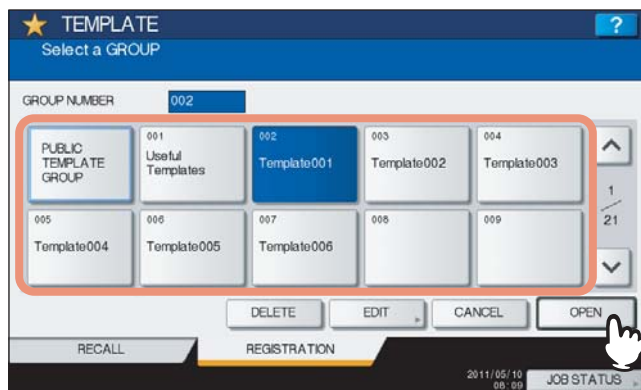 TEMPLATE
?
Select a GROUP
GROUP NUMBER 002
PUBLIC
TEMPLATE
GROUP
001
Useful
Templates
002
Template001
003
Template002
004
Template003
1
21
005
Template004
006
Template005
007
Template006
008
009
DELETE
EDIT
CANCEL
OPEN
RECALL
REGISTRATION
2011/05/10
08:09
JOB STATUS